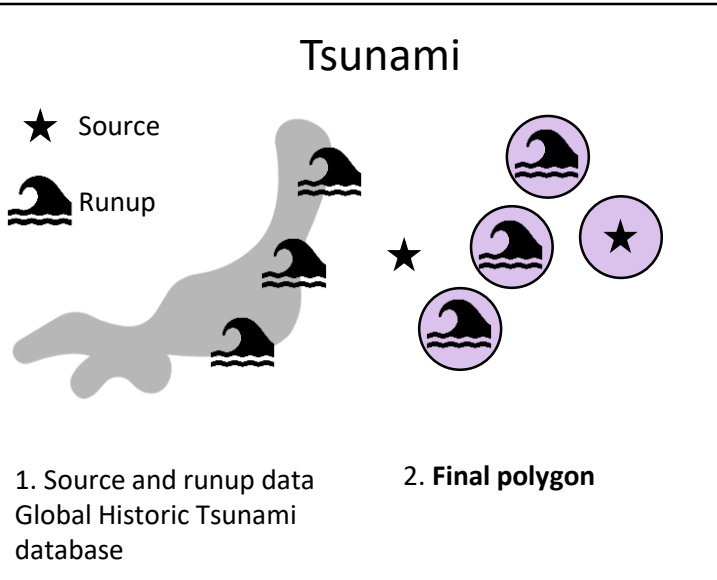 Tsunami
Source
Runup
1. Source and runup data
Global Historic Tsunami
database
2. Final polygon